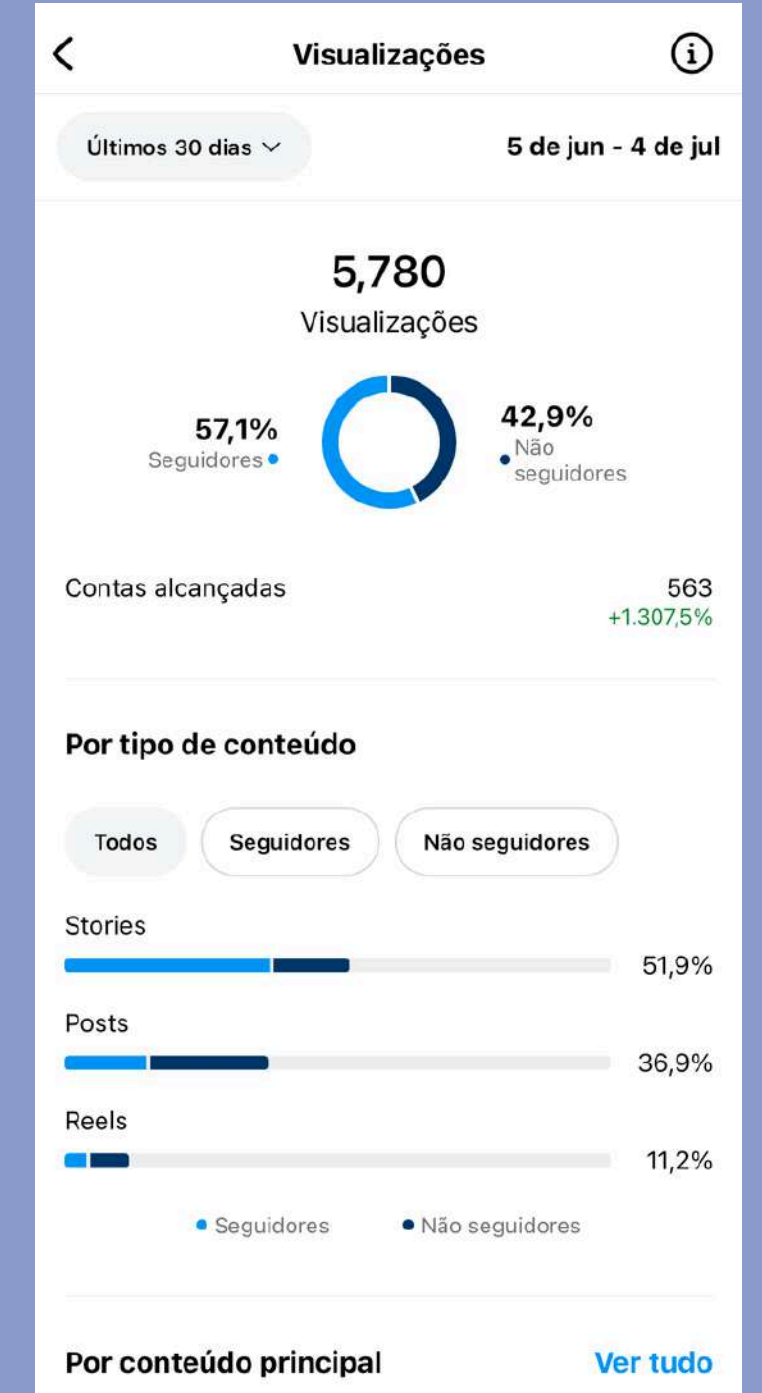 Visualizações
Últimos 30 dias
5 de jun - 4 de jul
5,780
Visualizações
57,1%
Seguidores
42,9%
Não
seguidores
Contas alcançadas
563
+1.307,5%
Por tipo de conteúdo
Todos
Seguidores
Não seguidores
Stories
51,9%
Posts
36,9%
Reels
11,2%
Seguidores
Não seguidores
Por conteúdo principal
Ver tudo